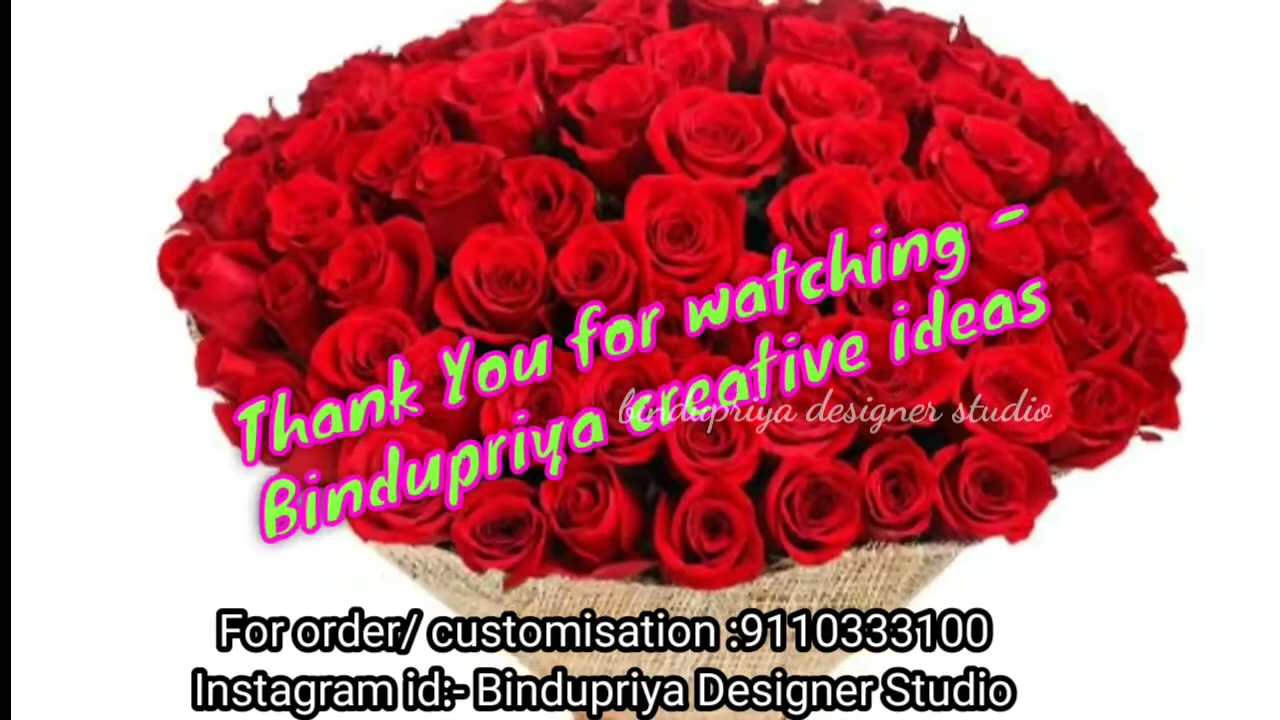 Thank You for watching -
Bindupriya creative ideas
bindupriya designer studio
For order/ customisation :9110333100
Instagram id:- Bindupriya Designer Studio